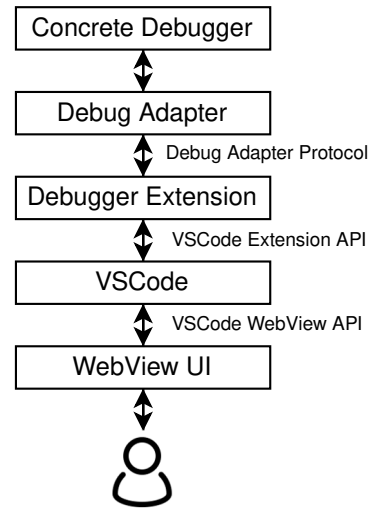 Concrete Debugger
Debug Adapter
Debug Adapter Protocol
Debugger Extension
VSCode Extension API
VSCode
VSCode WebView API
WebView UI